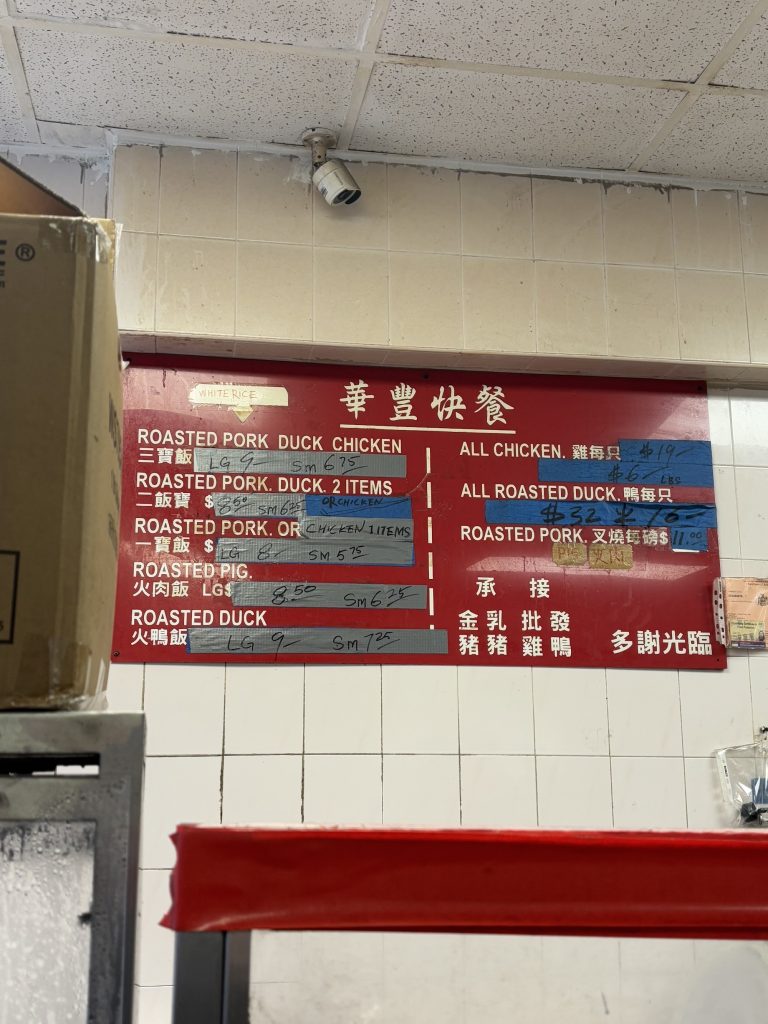 ®
WHITE RICE
華豐快餐
ROASTED PORK DUCK CHICKEN
三寶飯 LG 9- Sm 6 75
ROASTED PORK. DUCK. 2 ITEMS
二飯寶 $ 8.50 Sm 6 25 OR CHICKEN
ROASTED PORK. OR CHICKEN 1 ITEMS
一寶飯 $ LG 8- Sm 5 75
ROASTED PIG.
火肉飯 LG$ 8.50 Sm 6.25
ROASTED DUCK
火鴨飯 LG 9- Sm 7 25
ALL CHICKEN. 雞每只 $19-
$6- LBS
ALL ROASTED DUCK. 鴨每只
$32 半
ROASTED PORK. 叉燒每磅$ 11.00
PIG 火肉
承 接
金乳批發
豬豬雞鴨
多謝光臨